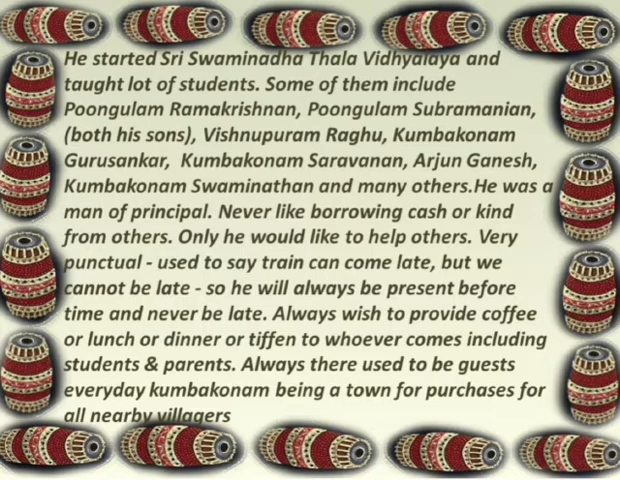 He started Sri Swaminadha Thala Vidhyalaya and
taught lot of students. Some of them include
Poongulam Ramakrishnan, Poongulam Subramanian,
(both his sons), Vishnupuram Raghu, Kumbakonam
Gurusankar,  Kumbakonam Saravanan, Arjun Ganesh,
Kumbakonam Swaminathan and many others.He was a
man of principal. Never like borrowing cash or kind
from others. Only he would like to help others. Very
punctual - used to say train can come late, but we
cannot be late - so he will always be present before
time and never be late. Always wish to provide coffee
or lunch or dinner or tiffen to whoever comes including
students & parents. Always there used to be guests
everyday kumbakonam being a town for purchases for
all nearby villagers